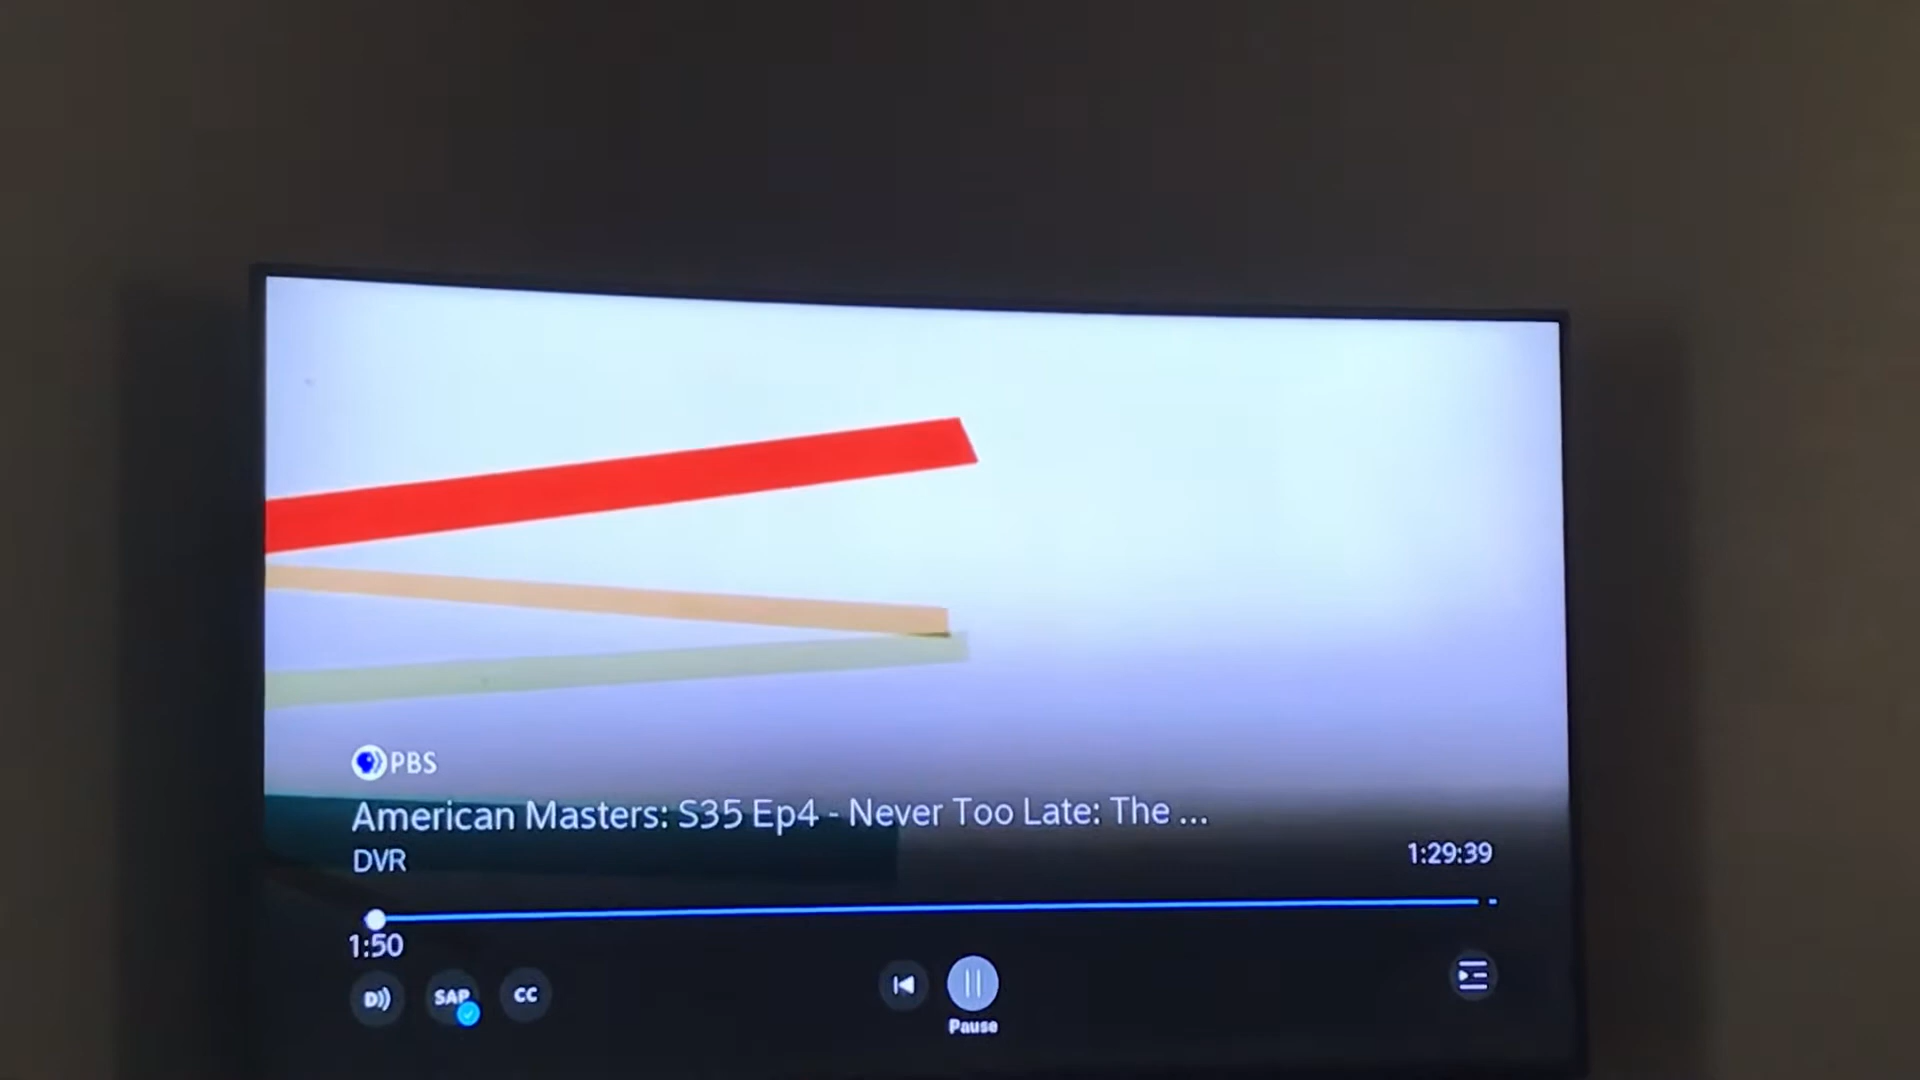 PBS
American Masters: S35 Ep4 - Never Too Late: The ...
DVR
1:29:39
1:50
D))
SAP
CC
Pause